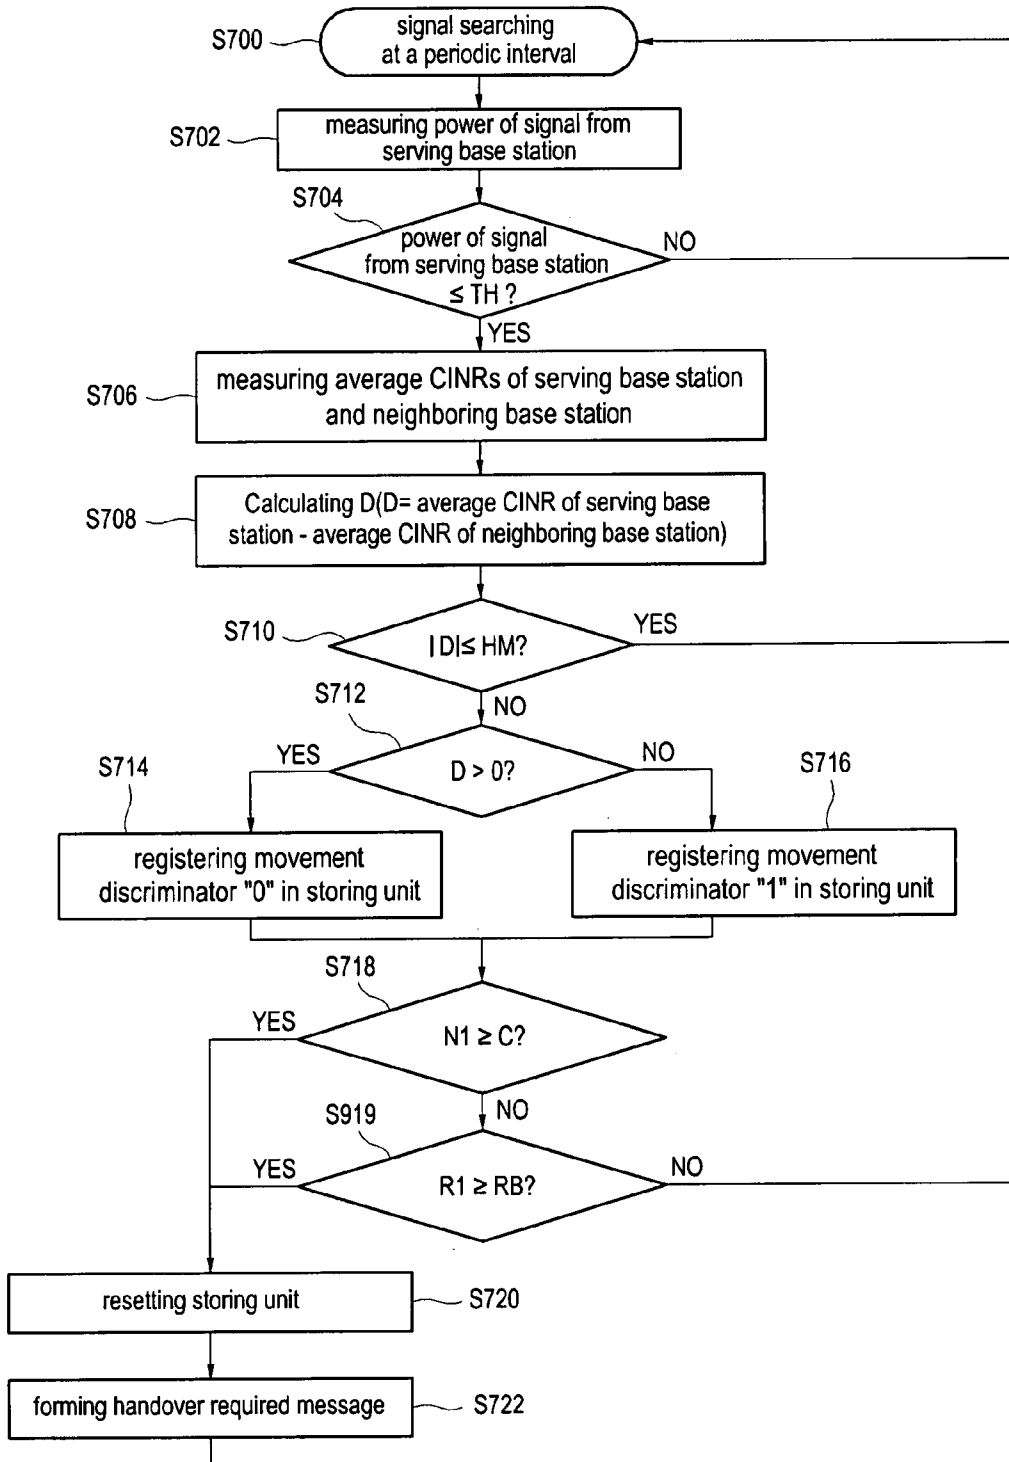 S700
signal searching
at a periodic interval
S702
measuring power of signal from
serving base station
S704
power of signal
from serving base station
≤ TH ?
NO
YES
S706
measuring average CINRs of serving base station
and neighboring base station
S708
Calculating D(D= average CINR of serving base
station - average CINR of neighboring base station)
S710
|D|≤ HM?
YES
NO
S712
D > 0?
YES
NO
S714
registering movement
discriminator "0" in storing unit
S716
registering movement
discriminator "1" in storing unit
S718
N1 ≥ C?
YES
NO
S919
R1 ≥ RB?
YES
NO
resetting storing unit
S720
forming handover required message
S722